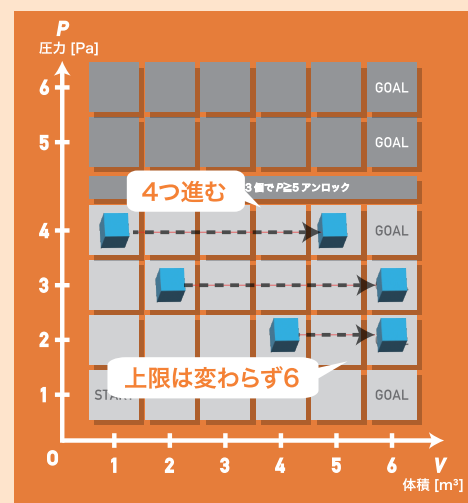 P
圧力 [Pa]
6
GOAL
5
GOAL
3個でP≧5アンロック
4つ進む
4
GOAL
3
2
上限は変わらず6
1
GOAL
0
1 2 3 4 5 6 V
体積 [m³]